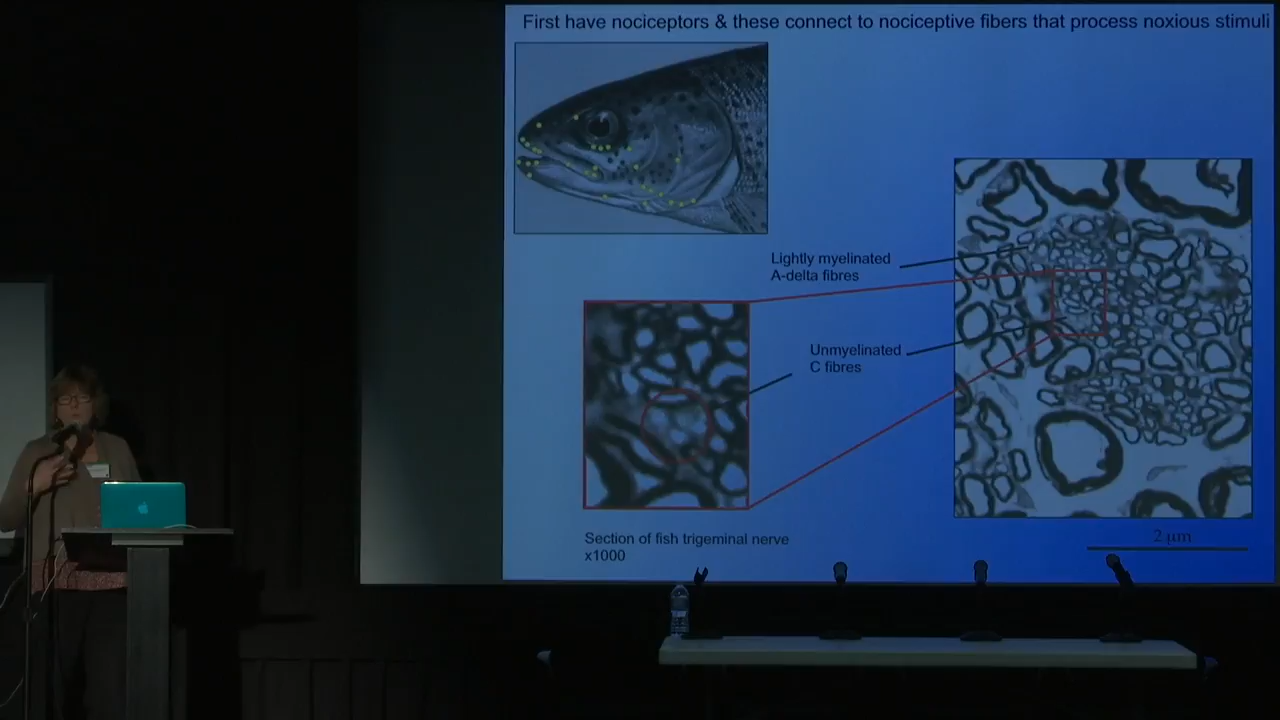 First have nociceptors & these connect to nociceptive fibers that process noxious stimuli
Lightly myelinated
A-delta fibres
Unmyelinated
C fibres
Section of fish trigeminal nerve
x1000
2 µm